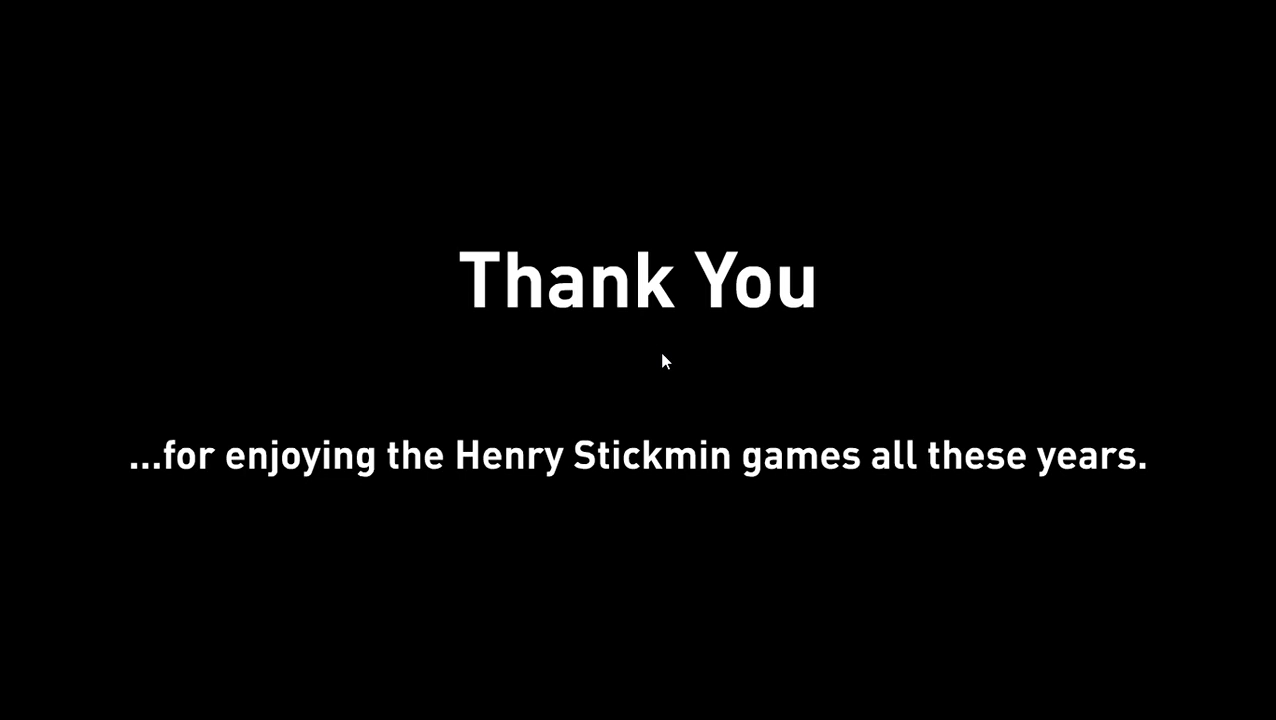 Thank You
...for enjoying the Henry Stickmin games all these years.